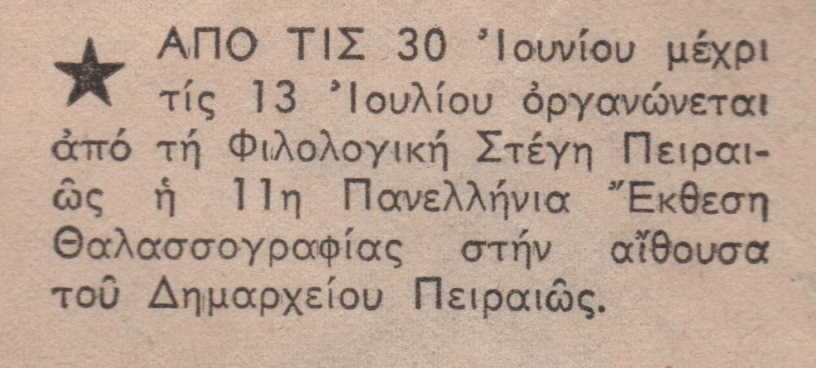 ★ ΑΠΟ ΤΙΣ 30 Ἰουνίου μέχρι
τίς 13 Ἰουλίου ὀργανώνεται
ἀπό τή Φιλολογική Στέγη Πειραι-
ῶς ἡ 11η Πανελλήνια Ἔκθεση
Θαλασσογραφίας στήν αἴθουσα
τοῦ Δημαρχείου Πειραιῶς.